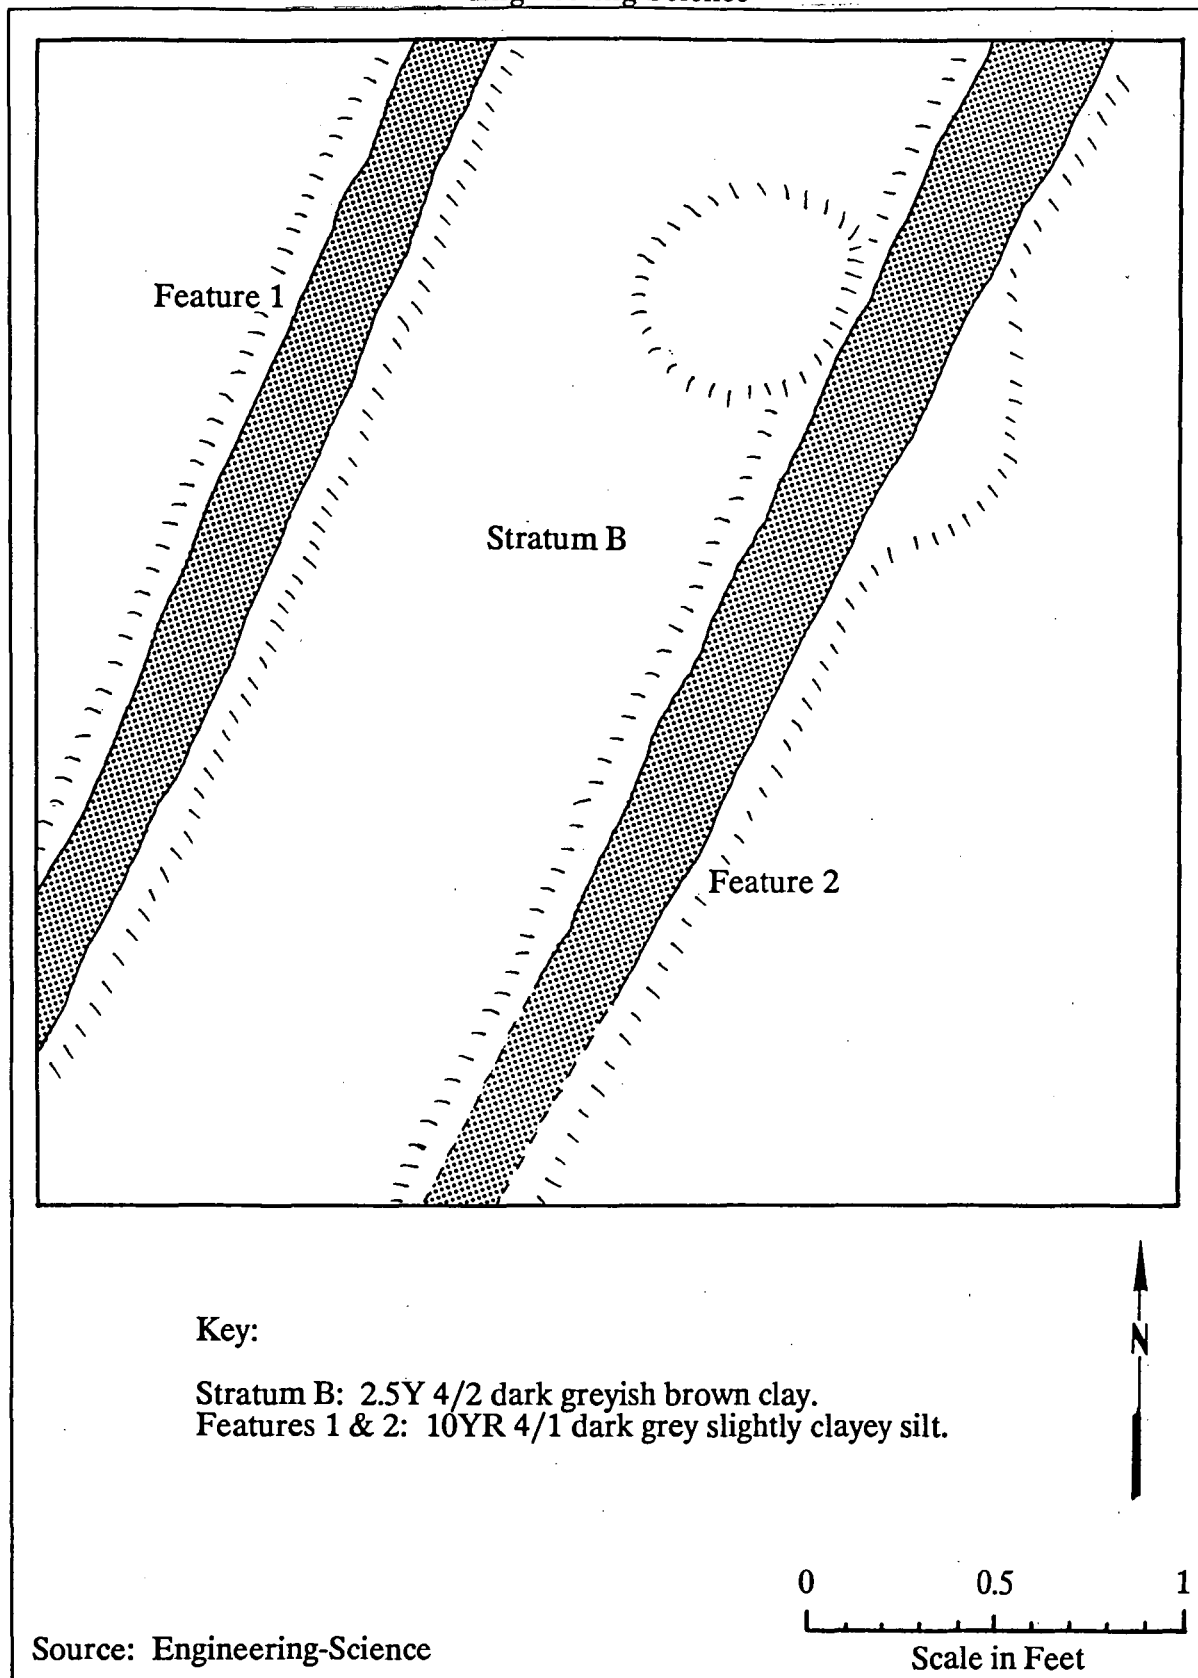 Feature 1
Stratum B
Feature 2
Key:
N
Stratum B: 2.5Y 4/2 dark greyish brown clay.
Features 1 & 2: 10YR 4/1 dark grey slightly clayey silt.
0 0.5 1
Scale in Feet
Source: Engineering-Science